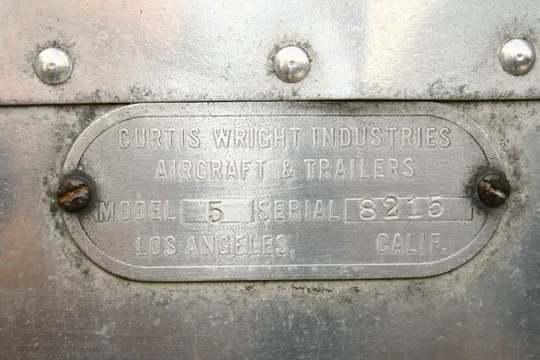 CURTIS WRIGHT INDUSTRIES
AIRCRAFT & TRAILERS
MODEL 5 SERIAL 8215
LOS ANGELES, CALIF.